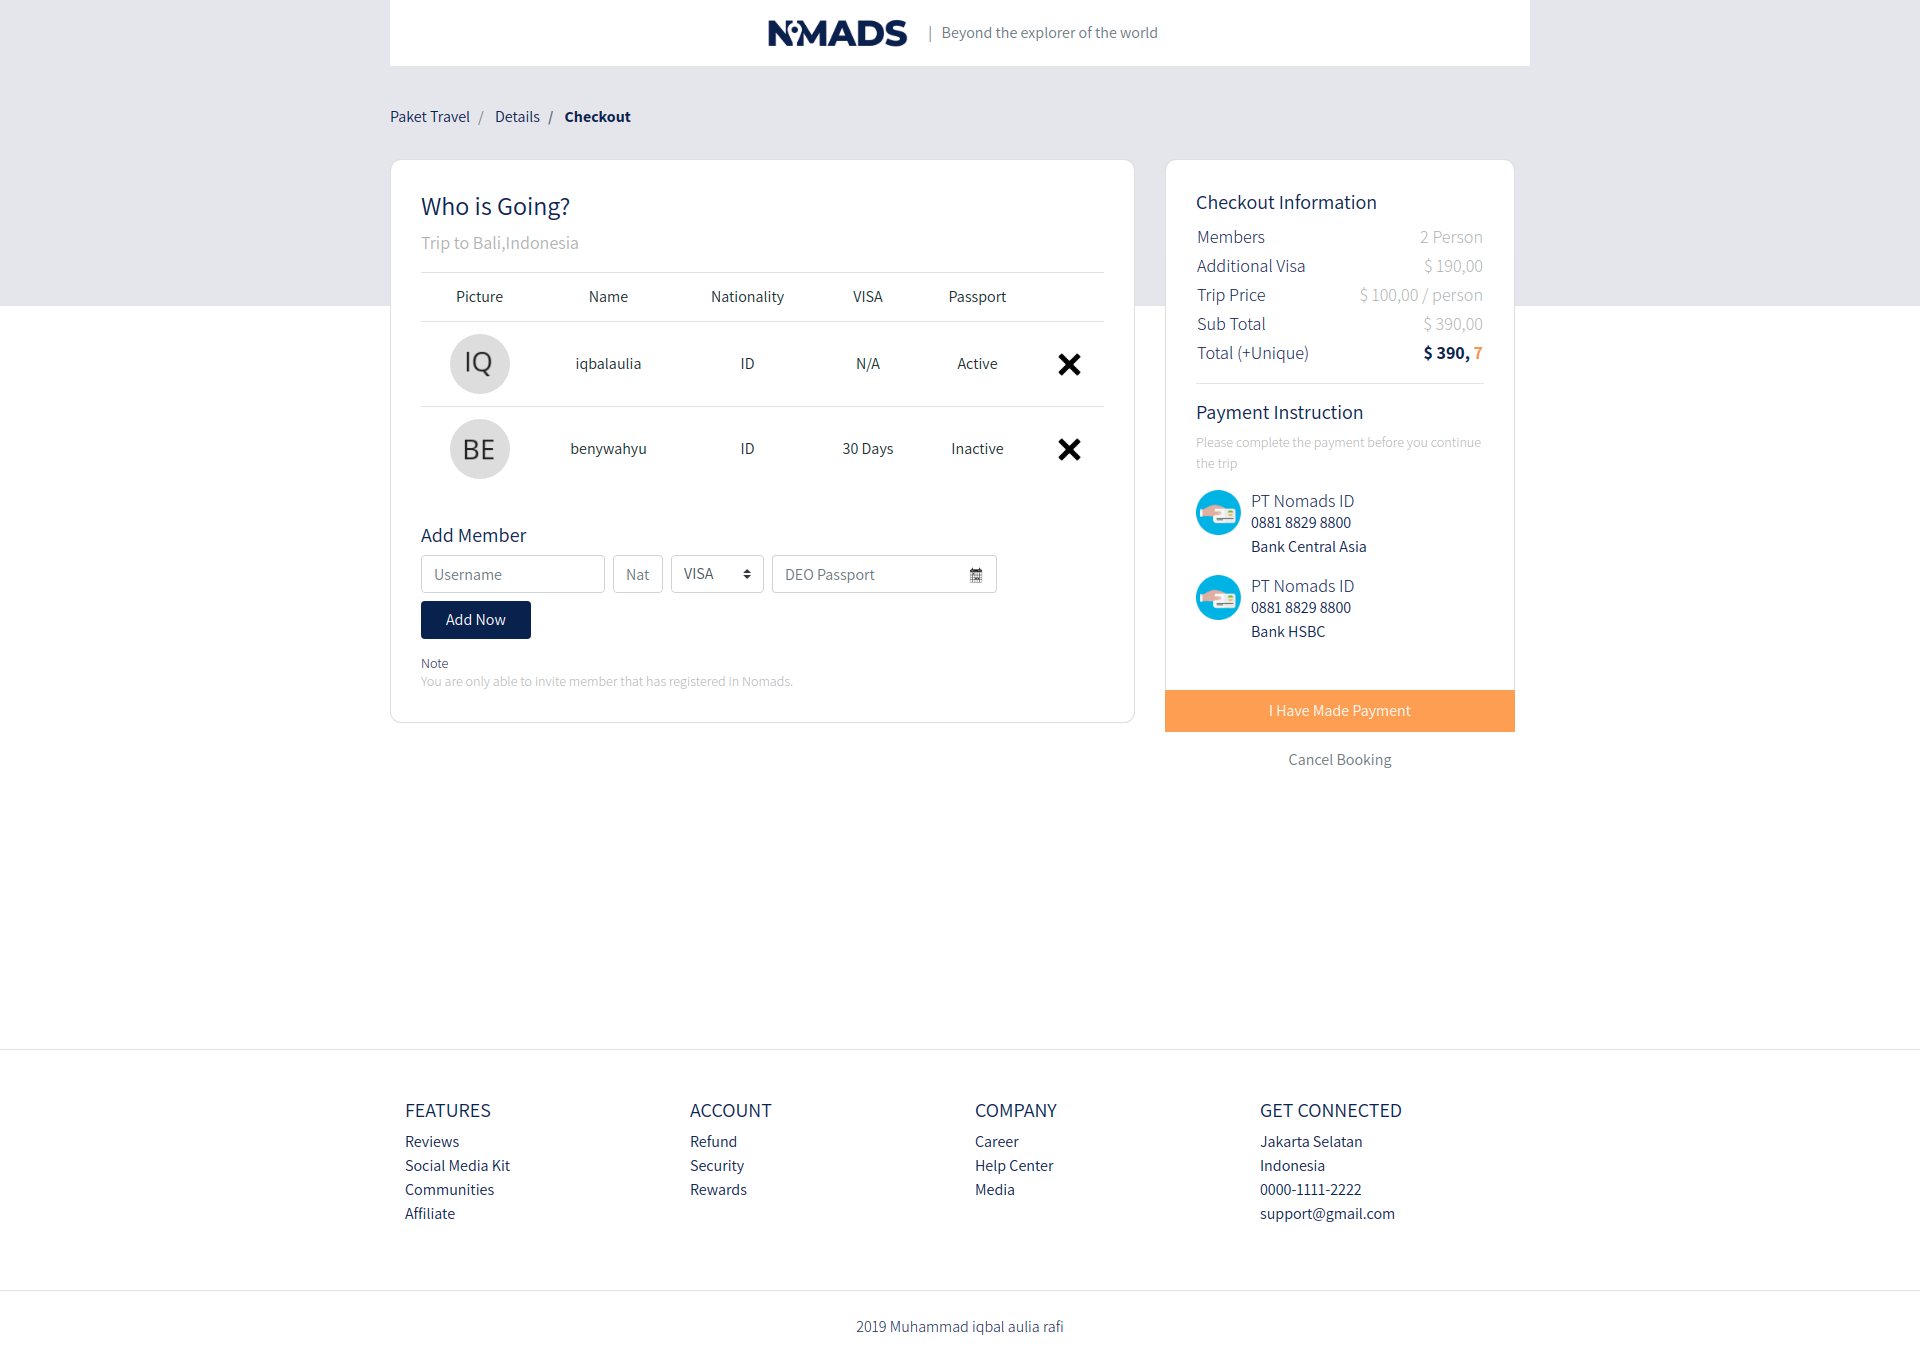 NOMADS | Beyond the explorer of the world
Paket Travel / Details / Checkout
Who is Going?
Trip to Bali,Indonesia
Picture Name Nationality VISA Passport
IQ iqbalaulia ID N/A Active
BE benywahyu ID 30 Days Inactive
Add Member
Username Nat VISA DEO Passport
Add Now
Note
You are only able to invite member that has registered in Nomads.
Checkout Information
Members 2 Person
Additional Visa $ 190,00
Trip Price $ 100,00 / person
Sub Total $ 390,00
Total (+Unique) $ 390, 7
Payment Instruction
Please complete the payment before you continue
the trip
PT Nomads ID
0881 8829 8800
Bank Central Asia
PT Nomads ID
0881 8829 8800
Bank HSBC
I Have Made Payment
Cancel Booking
FEATURES
Reviews
Social Media Kit
Communities
Affiliate
ACCOUNT
Refund
Security
Rewards
COMPANY
Career
Help Center
Media
GET CONNECTED
Jakarta Selatan
Indonesia
0000-1111-2222
support@gmail.com
2019 Muhammad iqbal aulia rafi